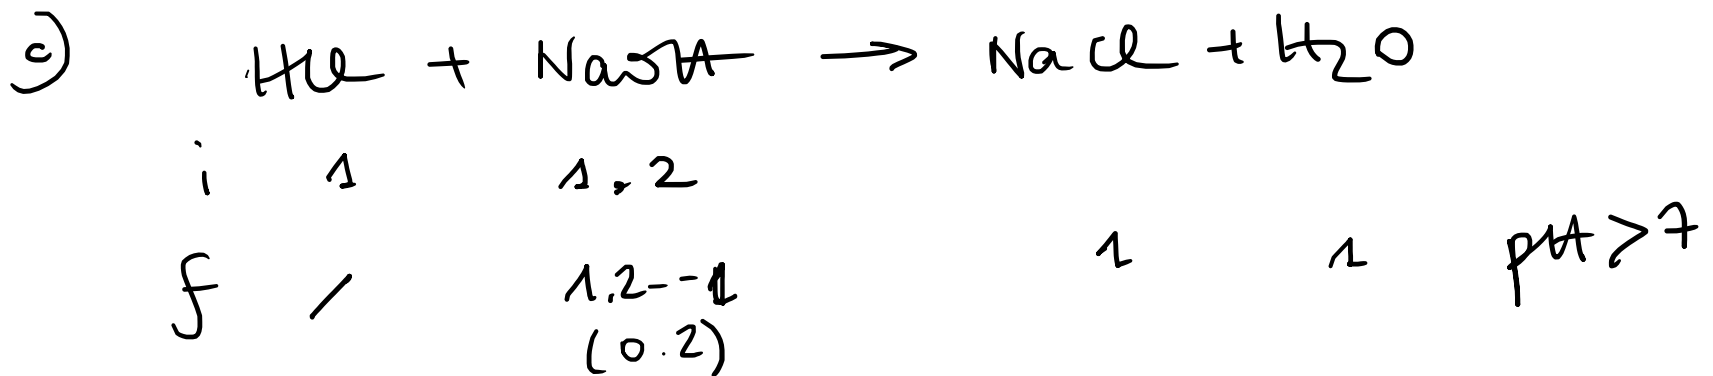 c) HCl + NaOH → NaCl + H₂O
i 1 1.2
f / 1.2--1 1 1 pH > 7
(0.2)